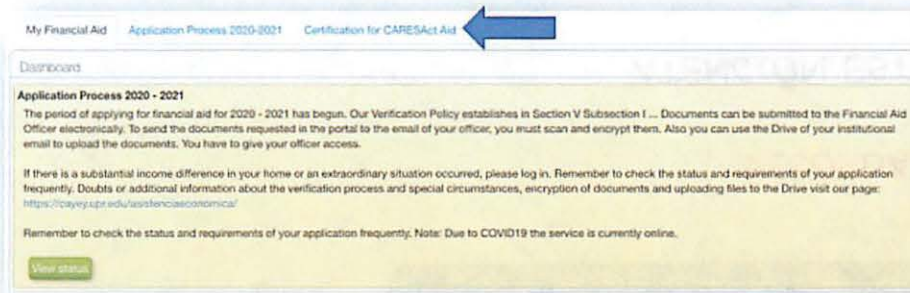 My Financial Aid Application Process 2020-2021 Certification for CARESAct Aid
Dashboard
Application Process 2020 - 2021
The period of applying for financial aid for 2020 - 2021 has begun. Our Verification Policy establishes in Section V Subsection I ... Documents can be submitted to the Financial Aid
Officer electronically. To send the documents requested in the portal to the email of your officer, you must scan and encrypt them. Also you can use the Drive of your institutional
email to upload the documents. You have to give your officer access.
If there is a substantial income difference in your home or an extraordinary situation occurred, please log in. Remember to check the status and requirements of your application
frequently. Doubts or additional information about the verification process and special circumstances, encryption of documents and uploading files to the Drive visit our page:
https://cayey.upr.edu/asistenciaeconomica/
Remember to check the status and requirements of your application frequently. Note: Due to COVID19 the service is currently online.
View status